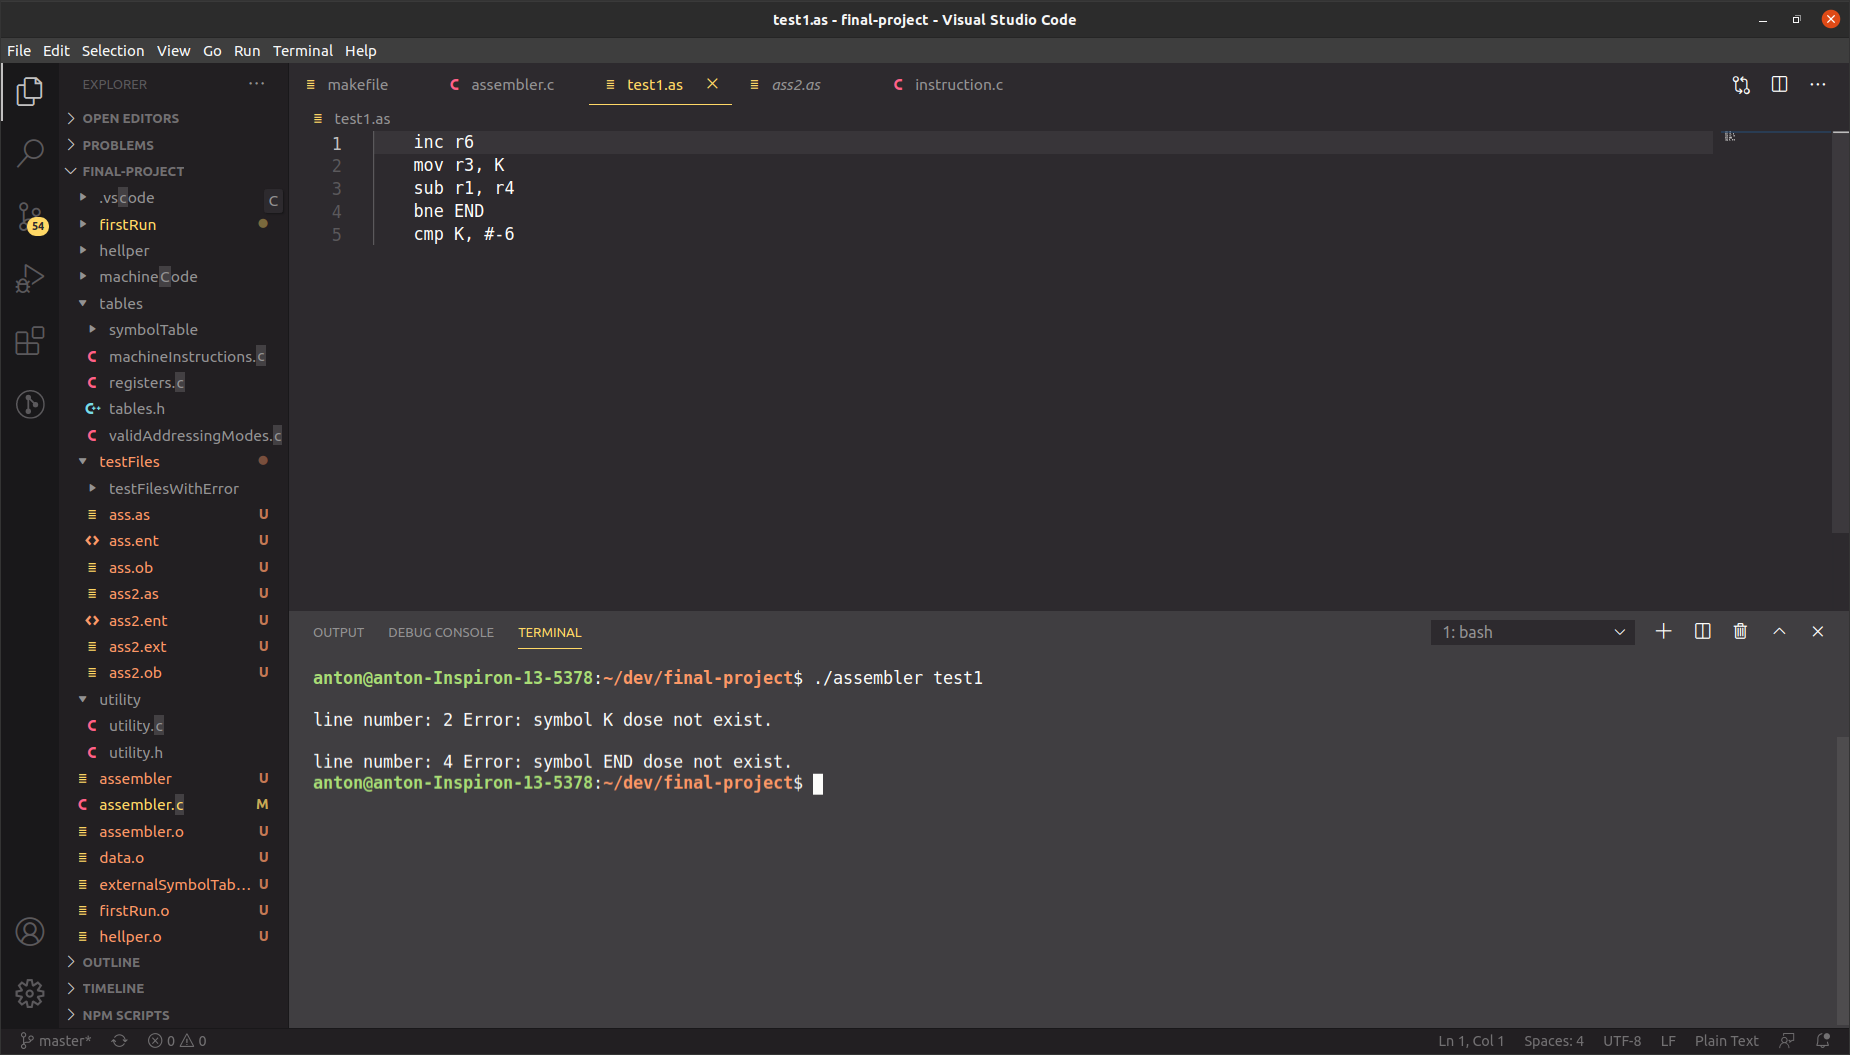 test1.as - final-project - Visual Studio Code
File Edit Selection View Go Run Terminal Help
EXPLORER
OPEN EDITORS
PROBLEMS
FINAL-PROJECT
.vscode
C
firstRun
hellper
machineCode
tables
symbolTable
machineInstructions.c
registers.c
tables.h
validAddressingModes.c
testFiles
testFilesWithError
ass.as U
ass.ent U
ass.ob U
ass2.as U
ass2.ent U
ass2.ext U
ass2.ob U
utility
utility.c
utility.h
assembler U
assembler.c M
assembler.o U
data.o U
externalSymbolTab... U
firstRun.o U
hellper.o U
OUTLINE
TIMELINE
NPM SCRIPTS
54
makefile assembler.c test1.as ass2.as instruction.c
test1.as
1 inc r6
2 mov r3, K
3 sub r1, r4
4 bne END
5 cmp K, #-6
OUTPUT DEBUG CONSOLE TERMINAL 1: bash
anton@anton-Inspiron-13-5378:~/dev/final-project$ ./assembler test1
line number: 2 Error: symbol K dose not exist.
line number: 4 Error: symbol END dose not exist.
anton@anton-Inspiron-13-5378:~/dev/final-project$
master* 0 0 Ln 1, Col 1 Spaces: 4 UTF-8 LF Plain Text